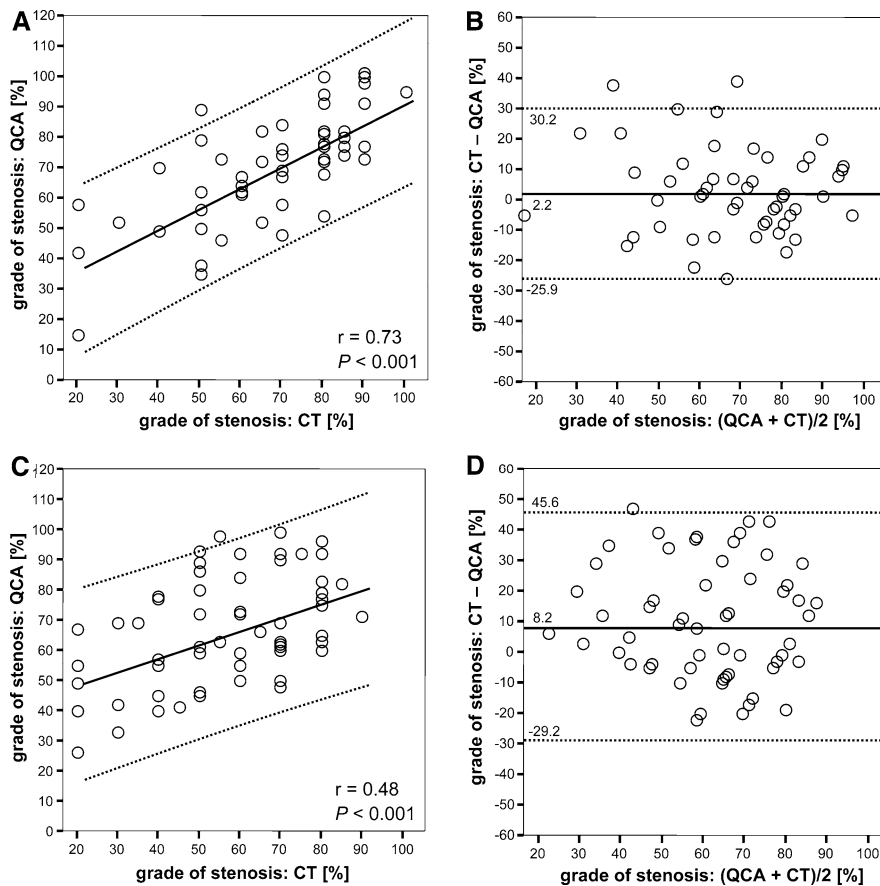 A
grade of stenosis: QCA [%]
120
110
100
90
80
70
60
50
40
30
20
10
0
r = 0.73
P < 0.001
20 30 40 50 60 70 80 90 100
grade of stenosis: CT [%]
B
grade of stenosis: CT – QCA [%]
60
50
40
30
20
10
0
-10
-20
-30
-40
-50
-60
30.2
2.2
-25.9
20 30 40 50 60 70 80 90 100
grade of stenosis: (QCA + CT)/2 [%]
C
grade of stenosis: QCA [%]
120
110
100
90
80
70
60
50
40
30
20
10
0
r = 0.48
P < 0.001
20 30 40 50 60 70 80 90 100
grade of stenosis: CT [%]
D
grade of stenosis: CT – QCA [%]
60
50
40
30
20
10
0
-10
-20
-30
-40
-50
-60
45.6
8.2
-29.2
20 30 40 50 60 70 80 90 100
grade of stenosis: (QCA + CT)/2 [%]